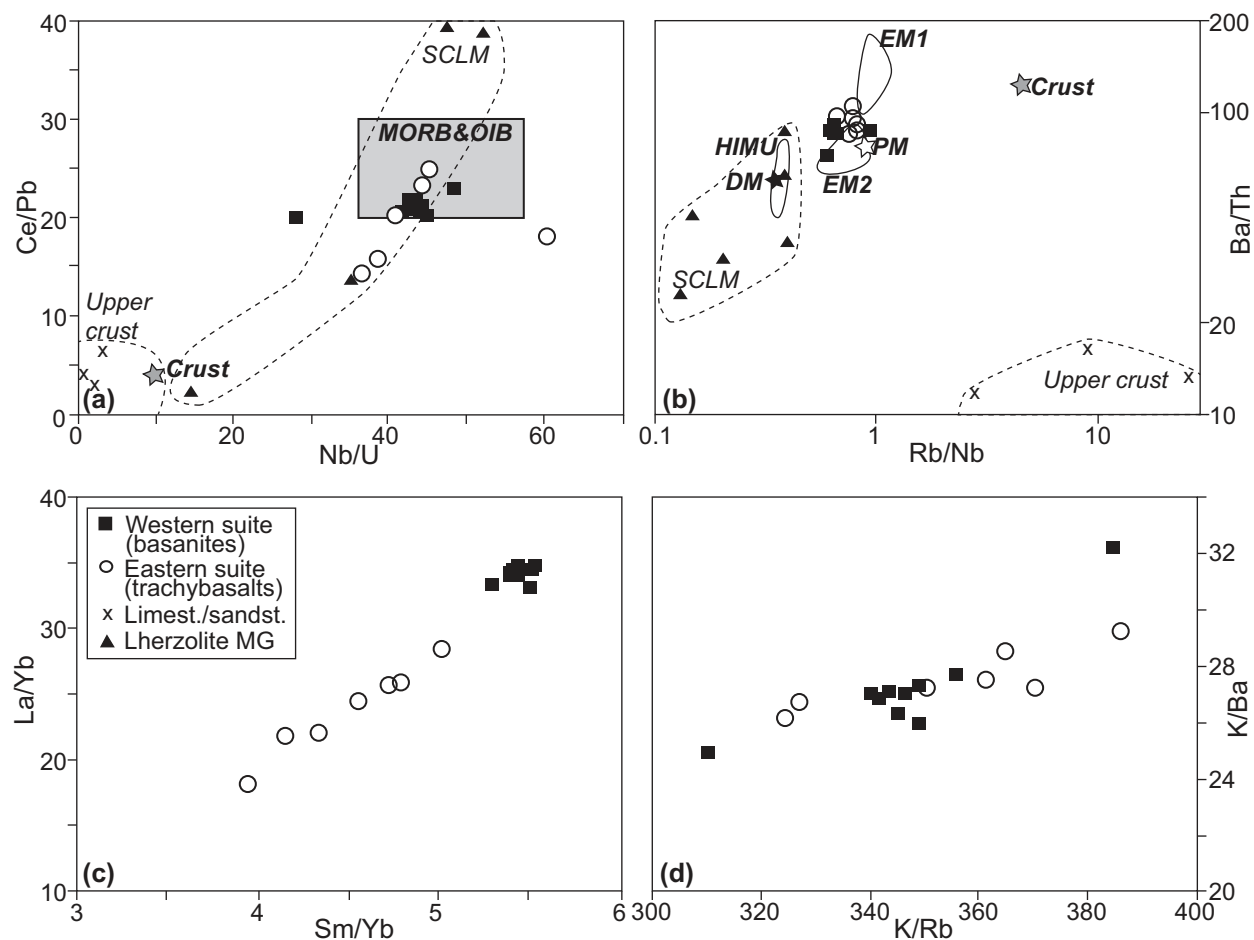 40
30
20
10
0
Ce/Pb
SCLM
MORB&OIB
Upper
crust
Crust
(a)
0
20
40
60
Nb/U
200
100
20
10
Ba/Th
EM1
Crust
HIMU
PM
DM
EM2
SCLM
Upper crust
(b)
0.1
1
10
Rb/Nb
40
30
20
10
La/Yb
Western suite
(basanites)
Eastern suite
(trachybasalts)
x Limest./sandst.
Lherzolite MG
(c)
3
4
5
6
Sm/Yb
32
28
24
20
K/Ba
(d)
300
320
340
360
380
400
K/Rb